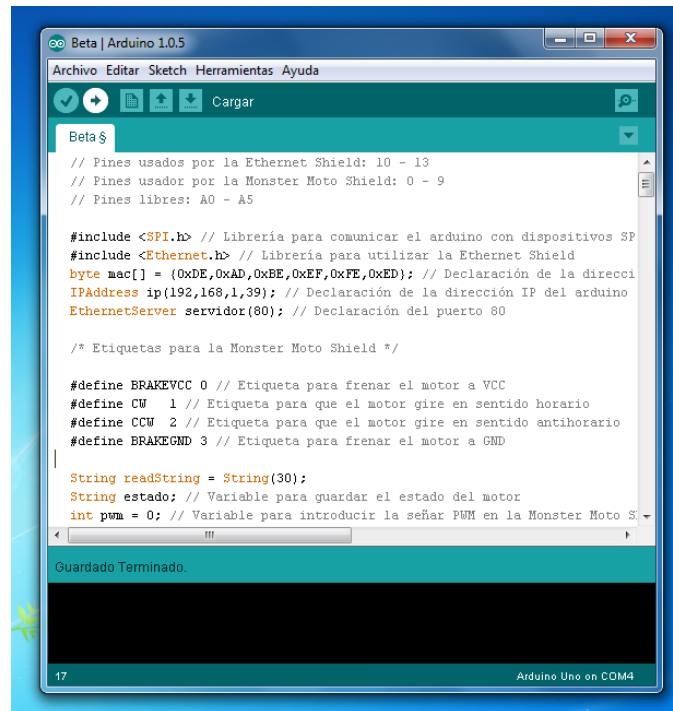 Beta | Arduino 1.0.5
Archivo Editar Sketch Herramientas Ayuda
Cargar
Beta §
// Pines usados por la Ethernet Shield: 10 - 13
// Pines usador por la Monster Moto Shield: 0 - 9
// Pines libres: A0 - A5
#include <SPI.h> // Librería para comunicar el arduino con dispositivos SP
#include <Ethernet.h> // Librería para utilizar la Ethernet Shield
byte mac[] = {0xDE,0xAD,0xBE,0xEF,0xFE,0xED}; // Declaración de la direcci
IPAddress ip(192,168,1,39); // Declaración de la dirección IP del arduino
EthernetServer servidor(80); // Declaración del puerto 80
/* Etiquetas para la Monster Moto Shield */
#define BRAKEVCC 0 // Etiqueta para frenar el motor a VCC
#define CW   1 // Etiqueta para que el motor gire en sentido horario
#define CCW  2 // Etiqueta para que el motor gire en sentido antihorario
#define BRAKEGND 3 // Etiqueta para frenar el motor a GND
String readString = String(30);
String estado; // Variable para guardar el estado del motor
int pwm = 0; // Variable para introducir la señar PWM en la Monster Moto S
Guardado Terminado.
17
Arduino Uno on COM4